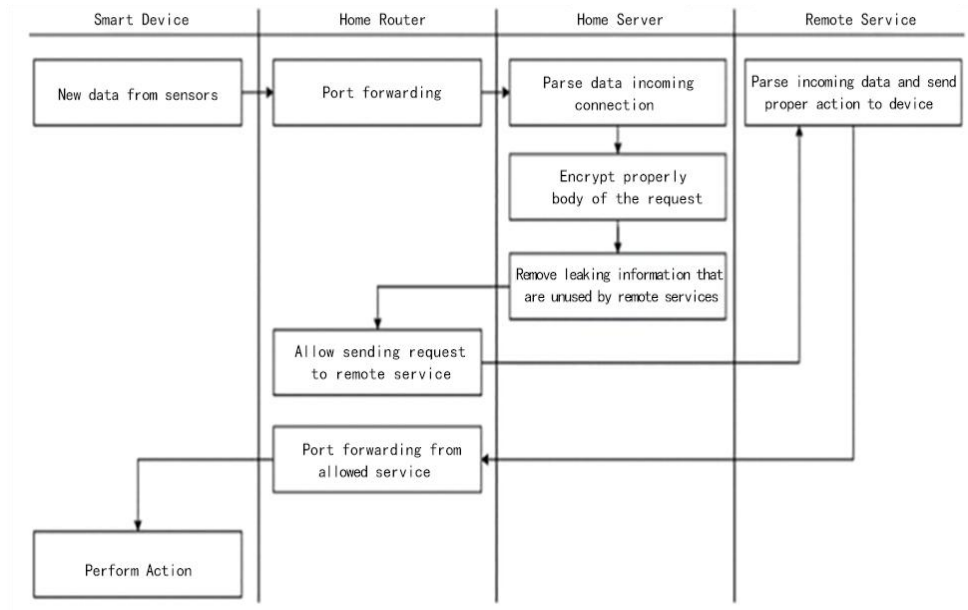 Smart Device
Home Router
Home Server
Remote Service
New data from sensors
Port forwarding
Parse data incoming
connection
Parse incoming data and send
proper action to device
Encrypt properly
body of the request
Remove leaking information that
are unused by remote services
Allow sending request
to remote service
Port forwarding from
allowed service
Perform Action